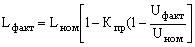 L факт = L ном [1 − К пр (1 − U факт / U ном]